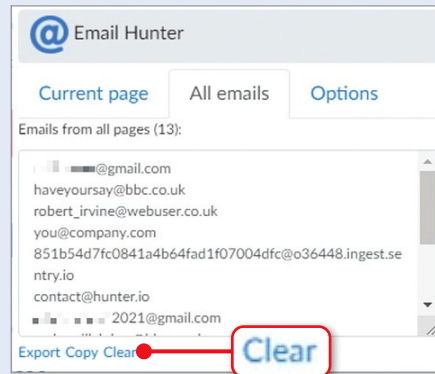 @ Email Hunter
Current page All emails Options
Emails from all pages (13):
@gmail.com
haveyoursay@bbc.co.uk
robert_irvine@webuser.co.uk
you@company.com
851b54d7fc0841a4b64fad1f07004dfc@o36448.ingest.se
ntry.io
contact@hunter.io
2021@gmail.com
Export Copy Clear
Clear